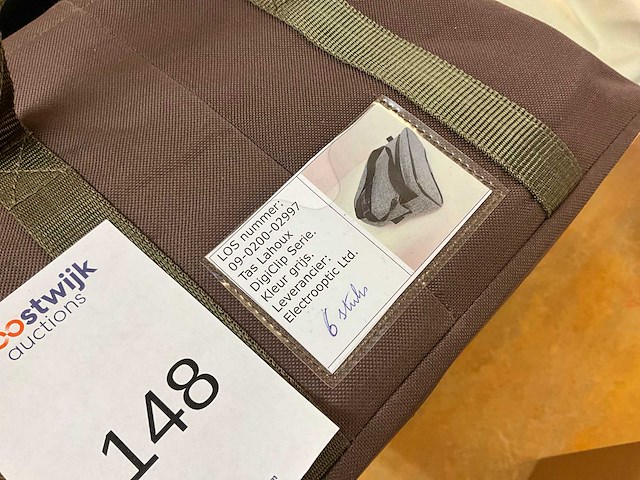 LOS nummer:
09-0200-02997
Tas Lahoux
DigiClip Serie.
Kleur grijs.
Leverancier:
Electrooptic Ltd.
6 stuks
oostwijk
auctions
148